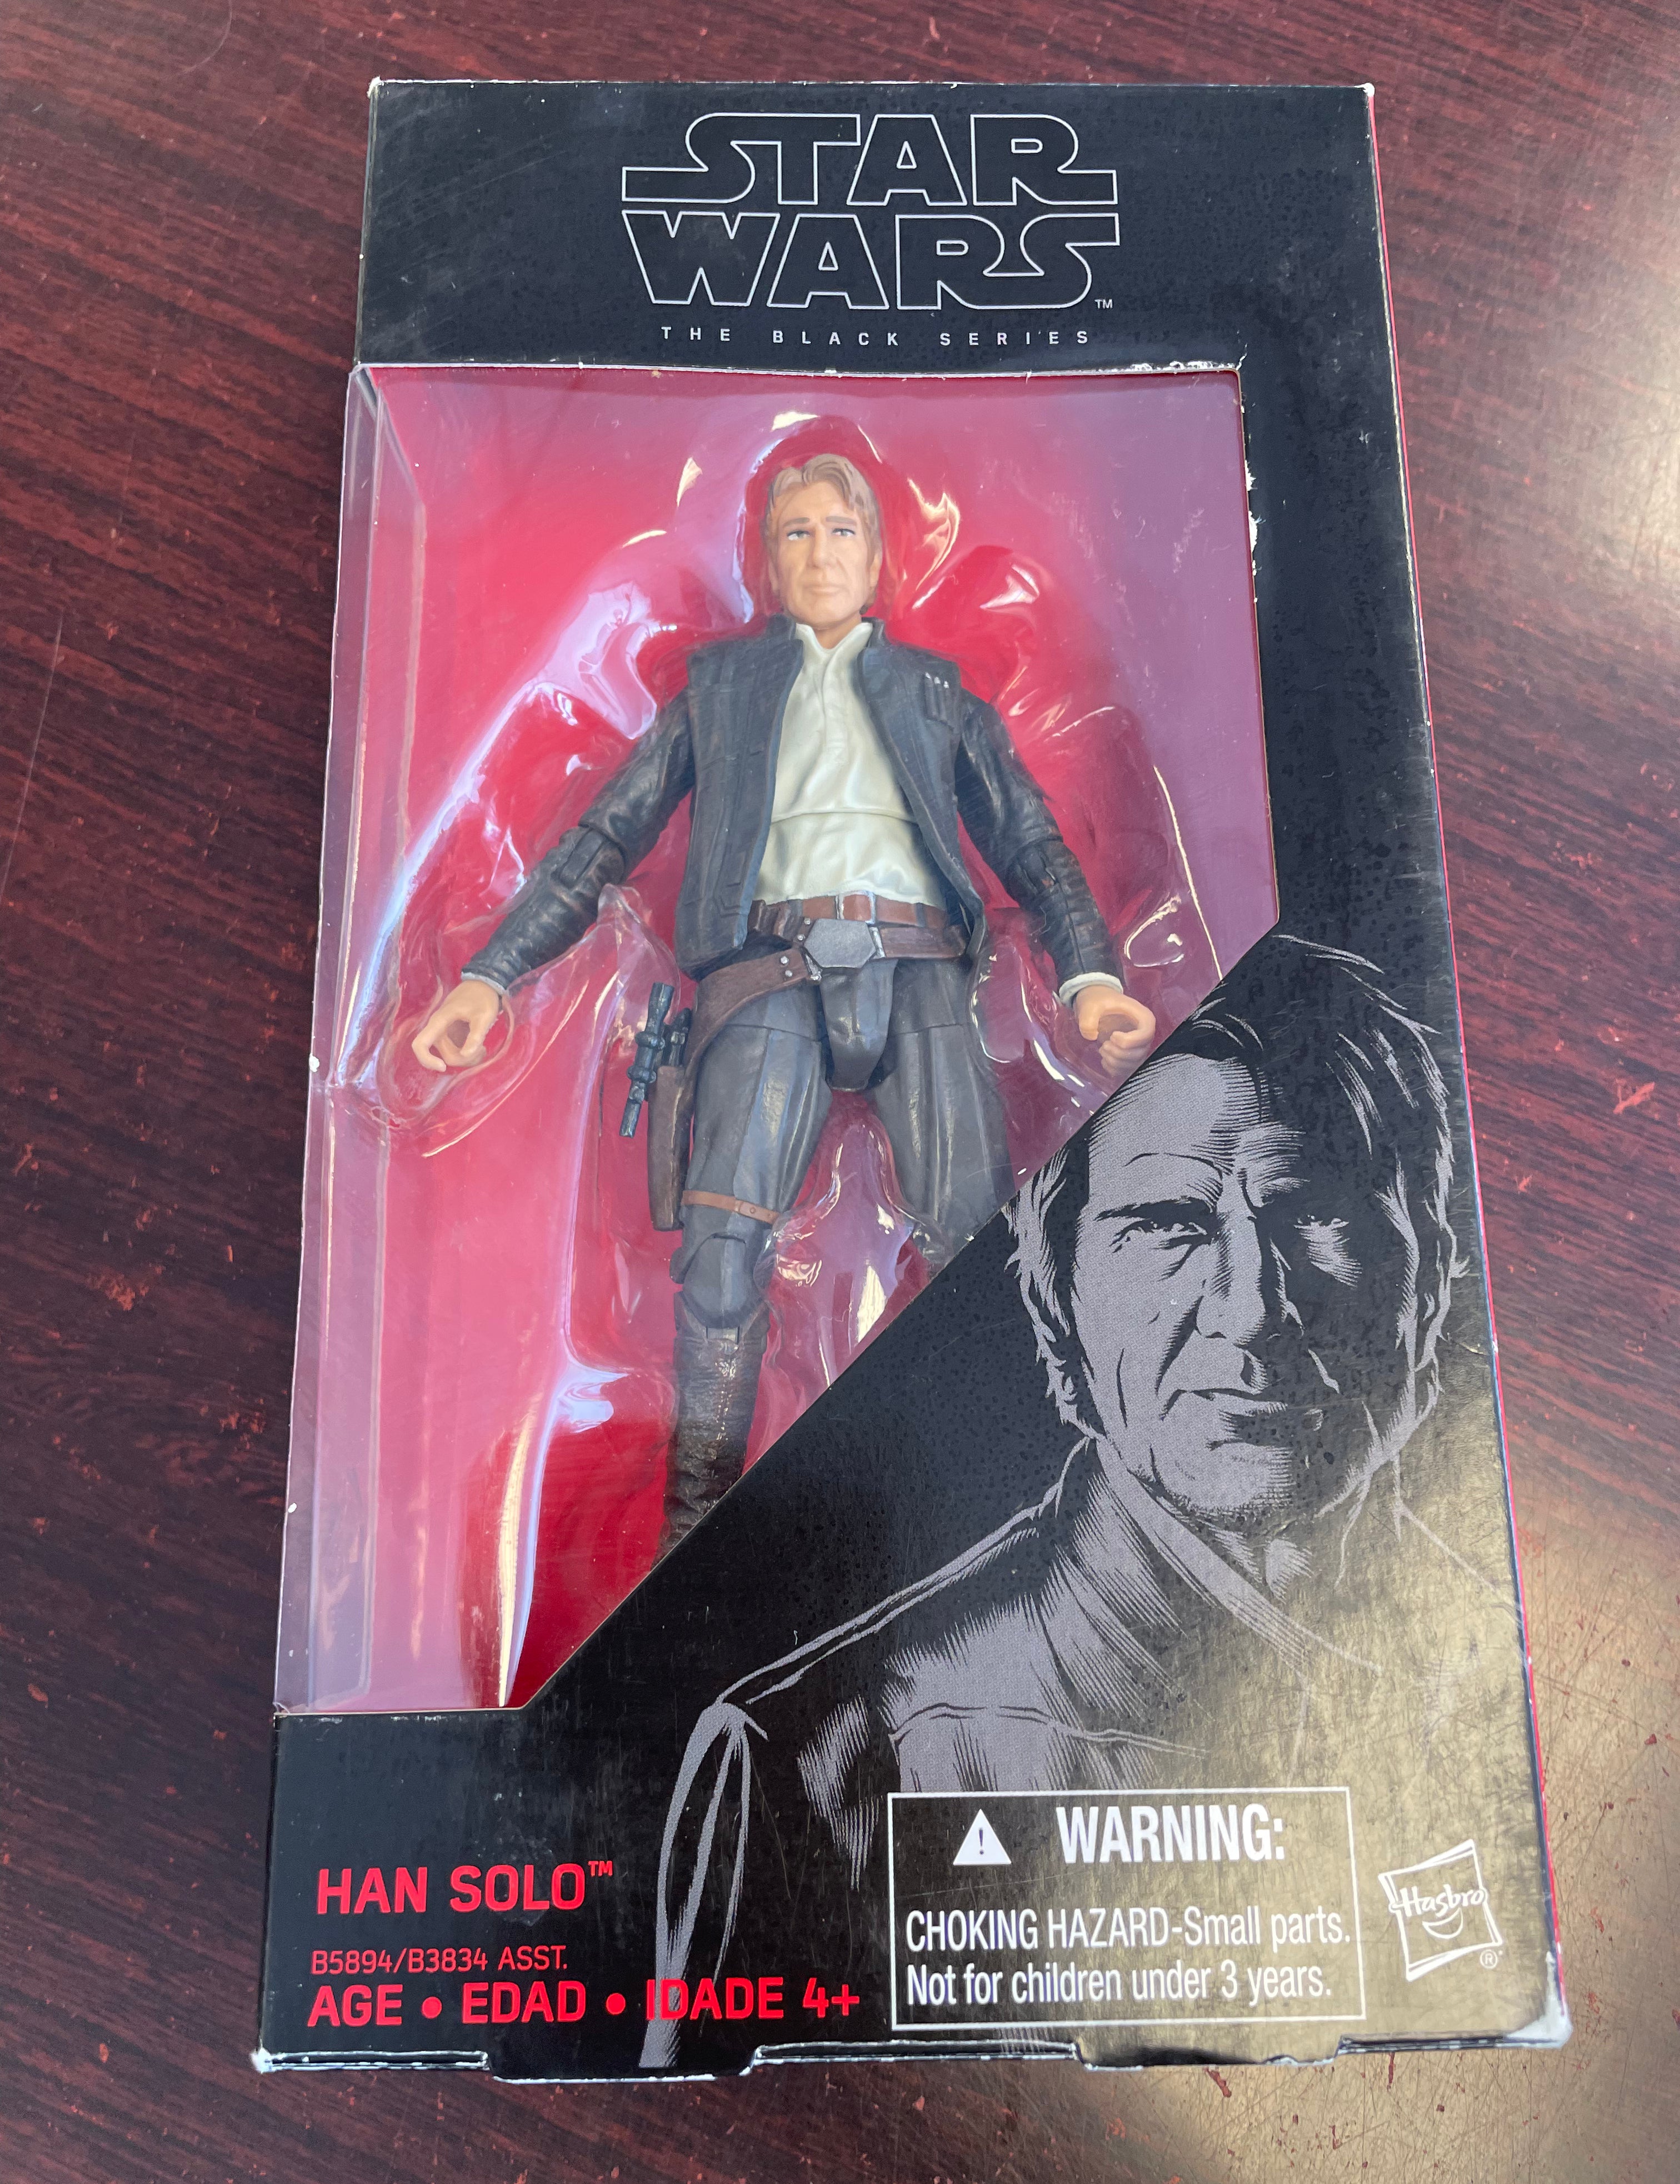 STAR
WARS™
THE BLACK SERIES
HAN SOLO™
B5894/B3834 ASST.
AGE • EDAD • IDADE 4+
WARNING:
CHOKING HAZARD-Small parts.
Not for children under 3 years.
Hasbro®